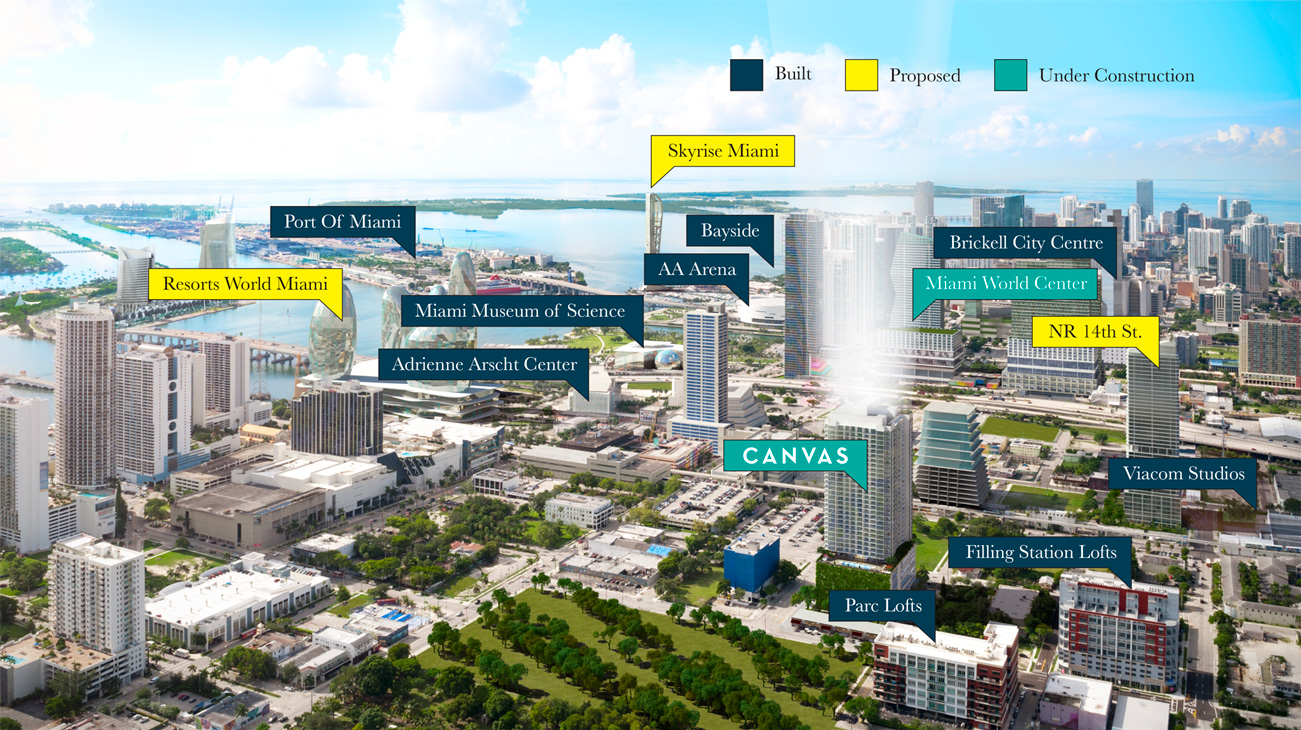 Built
Proposed
Under Construction
Skyrise Miami
Port Of Miami
Bayside
Brickell City Centre
AA Arena
Resorts World Miami
Miami World Center
Miami Museum of Science
NR 14th St.
Adrienne Arscht Center
CANVAS
Viacom Studios
Filling Station Lofts
Parc Lofts